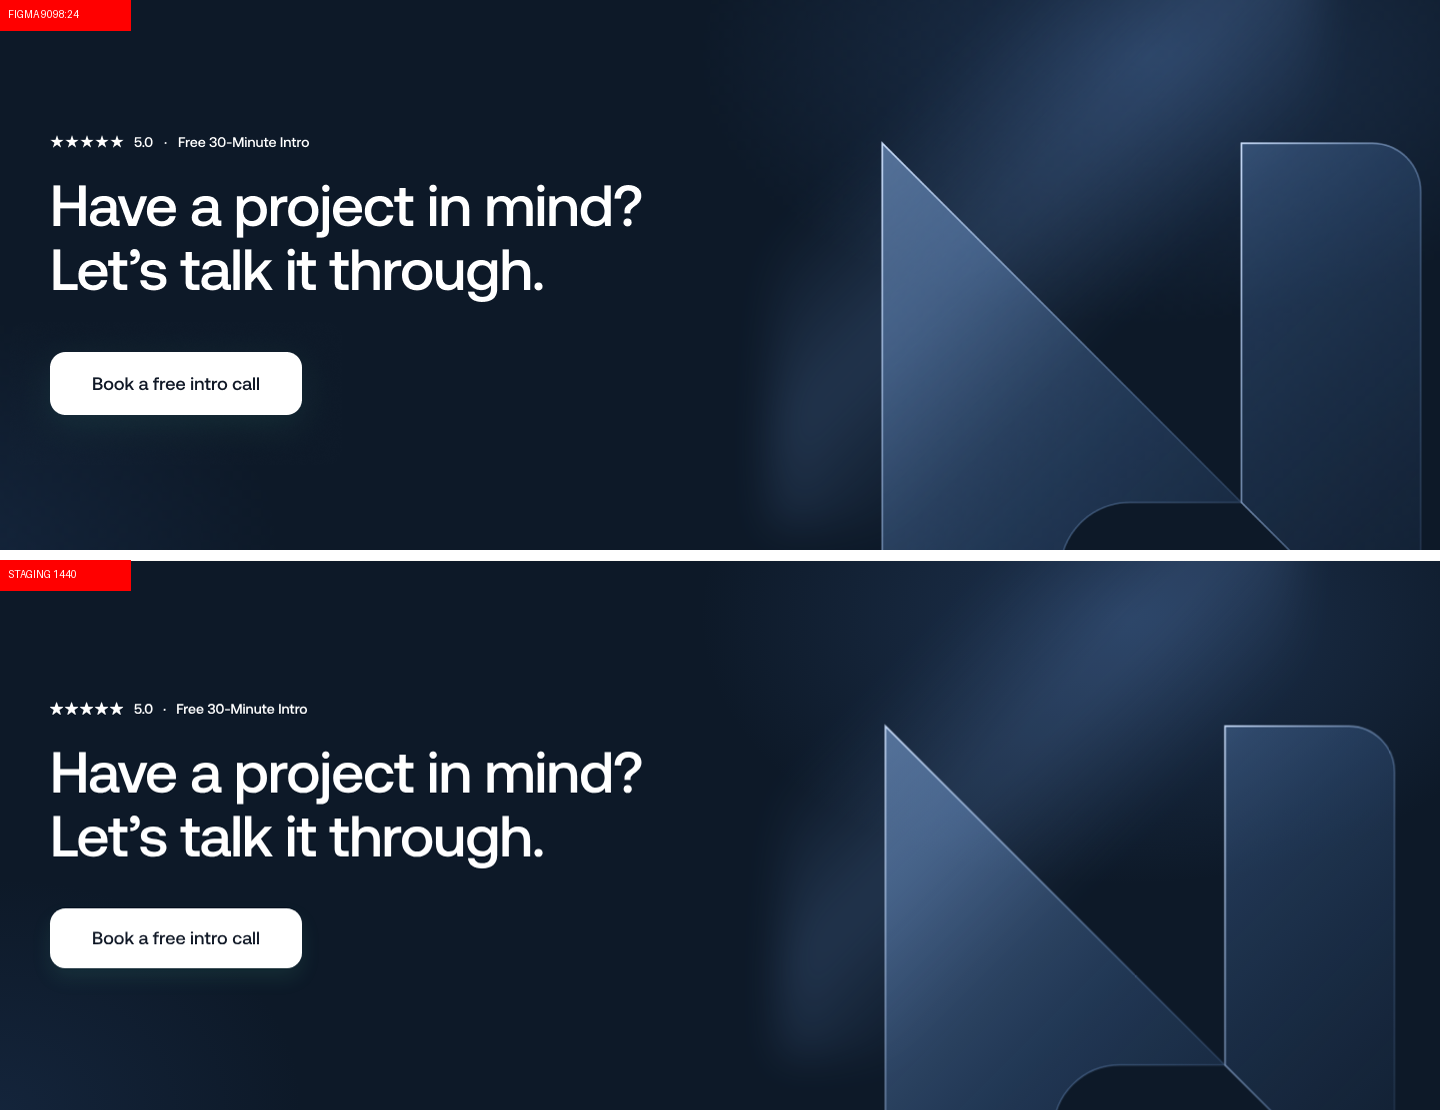 FIGMA 9098:24
★★★★★ 5.0 · Free 30-Minute Intro
Have a project in mind?
Let’s talk it through.
Book a free intro call
STAGING 1440
★★★★★ 5.0 · Free 30-Minute Intro
Have a project in mind?
Let’s talk it through.
Book a free intro call